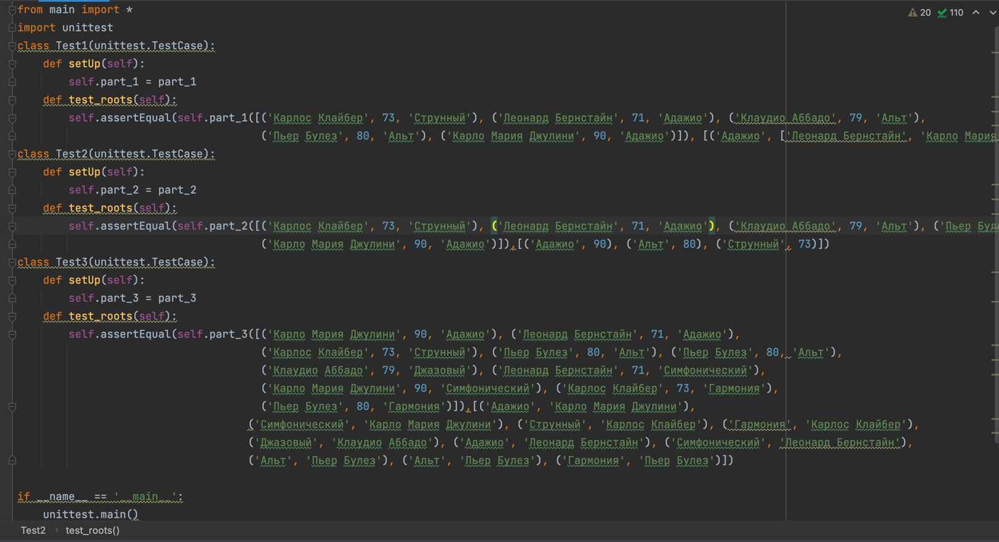 from main import *
20 110
import unittest
class Test1(unittest.TestCase):
def setUp(self):
self.part_1 = part_1
def test_roots(self):
self.assertEqual(self.part_1([('Карлос Клайбер', 73, 'Струнный'), ('Леонард Бернстайн', 71, 'Адажио'), ('Клаудио Аббадо', 79, 'Альт'),
('Пьер Булез', 80, 'Альт'), ('Карло Мария Джулини', 90, 'Адажио')]), [('Адажио', ['Леонард Бернстайн', 'Карло Мария
class Test2(unittest.TestCase):
def setUp(self):
self.part_2 = part_2
def test_roots(self):
self.assertEqual(self.part_2([('Карлос Клайбер', 73, 'Струнный'), ('Леонард Бернстайн', 71, 'Адажио'), ('Клаудио Аббадо', 79, 'Альт'), ('Пьер
('Карло Мария Джулини', 90, 'Адажио')]),[('Адажио', 90), ('Альт', 80), ('Струнный', 73)])
class Test3(unittest.TestCase):
def setUp(self):
self.part_3 = part_3
def test_roots(self):
self.assertEqual(self.part_3([('Карло Мария Джулини', 90, 'Адажио'), ('Леонард Бернстайн', 71, 'Адажио'),
('Карлос Клайбер', 73, 'Струнный'), ('Пьер Булез', 80, 'Альт'), ('Пьер Булез', 80, 'Альт'),
('Клаудио Аббадо', 79, 'Джазовый'), ('Леонард Бернстайн', 71, 'Симфонический'),
('Карло Мария Джулини', 90, 'Симфонический'), ('Карлос Клайбер', 73, 'Гармония'),
('Пьер Булез', 80, 'Гармония')]),[('Адажио', 'Карло Мария Джулини'),
('Симфонический', 'Карло Мария Джулини'), ('Струнный', 'Карлос Клайбер'), ('Гармония', 'Карлос Клайбер'),
('Джазовый', 'Клаудио Аббадо'), ('Адажио', 'Леонард Бернстайн'), ('Симфонический', 'Леонард Бернстайн'),
('Альт', 'Пьер Булез'), ('Альт', 'Пьер Булез'), ('Гармония', 'Пьер Булез')])
if __name__ == '__main__':
unittest.main()
Test2 › test_roots()